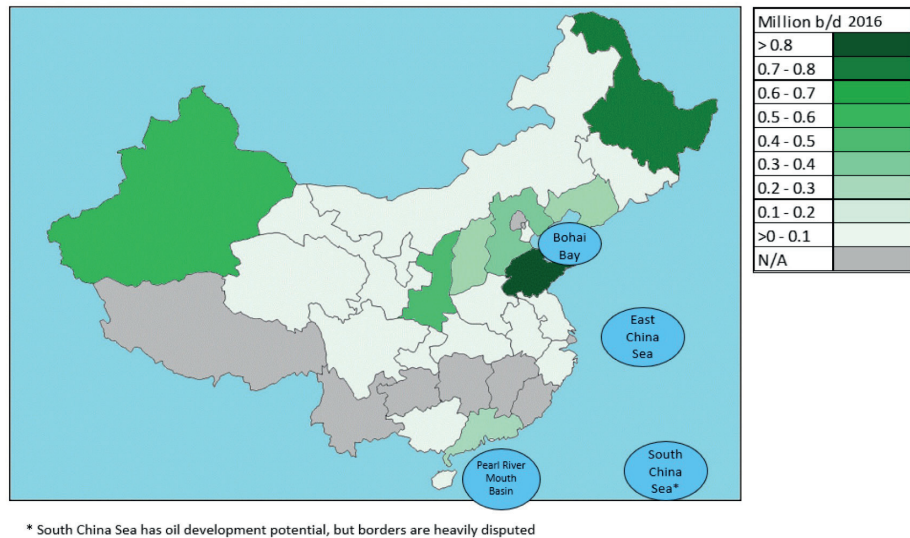 Million b/d 2016
> 0.8
0.7 - 0.8
0.6 - 0.7
0.5 - 0.6
0.4 - 0.5
0.3 - 0.4
0.2 - 0.3
0.1 - 0.2
>0 - 0.1
N/A
Bohai
Bay
East
China
Sea
Pearl River
Mouth
Basin
South
China
Sea*
* South China Sea has oil development potential, but borders are heavily disputed